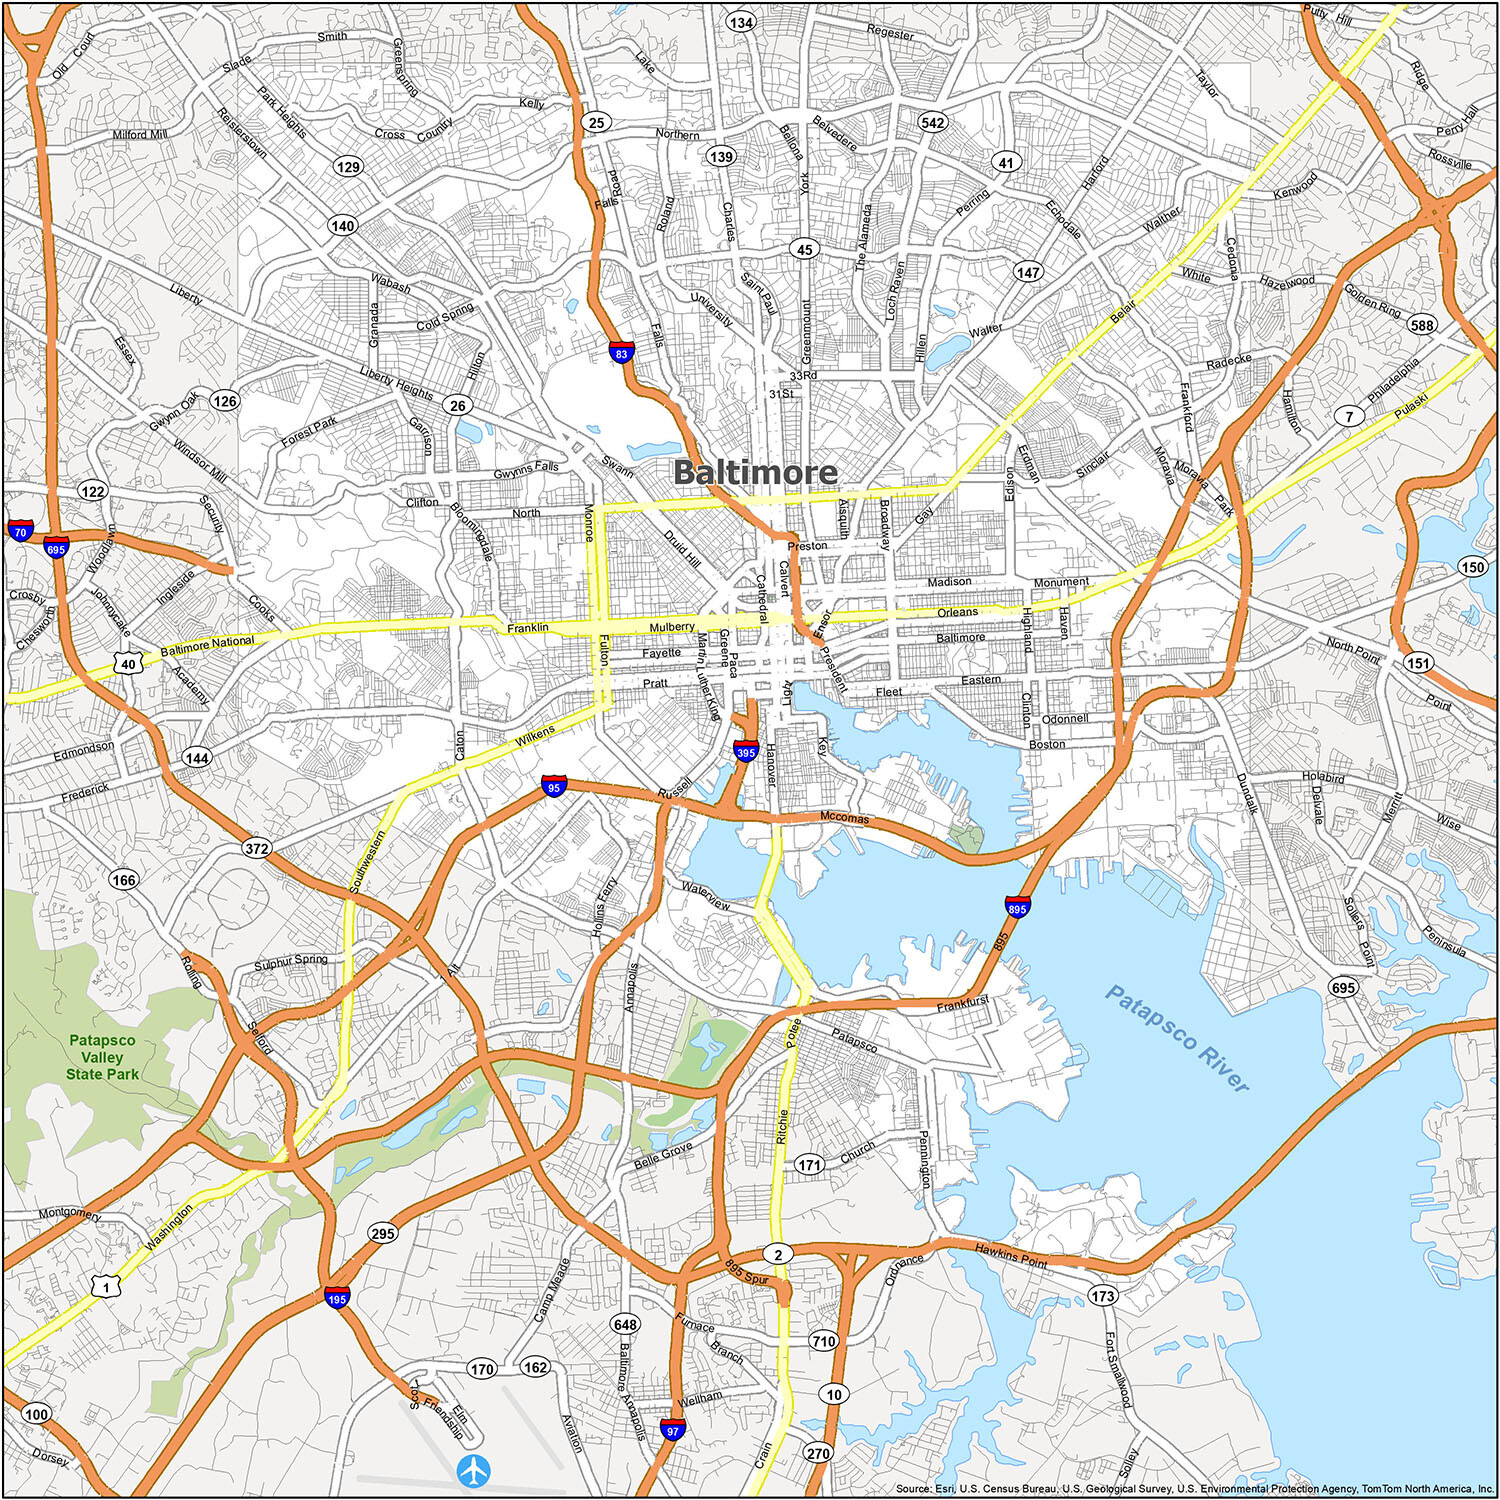 134
Putty Hill
Regester
Smith
Old Court
Slade
Greenspring
Lake
Ridge
Taylor
Park Heights
Kelly
25
Cross Country
Milford Mill
Reisterstown
Northern
Bellona
Belvedere
542
Perry Hall
129
139
41
Rossville
Falls Road
York
Harford
Kenwood
Roland
Charles
The Alameda
Perring
Echodale
Walther
140
45
Cedonia
147
Wabash
Saint Paul
Loch Raven
White
Hazelwood
Golden Ring
Liberty
University
Granada
Cold Spring
Greenmount
Belair
588
Essex
Falls
Hillen
Walter
83
Hilton
Radecke
Philadelphia
Liberty Heights
33Rd
31St
Frankford
Hamilton
126
26
7
Pulaski
Gwynn Oak
Forest Park
Garrison
Windsor Mill
Gwynns Falls
Swann
Baltimore
Erdman
Sinclair
Moravia
Moravia Park
Edison
122
Security
Clifton
Bloomingdale
North
Monroe
Aisquith
Broadway
Gay
70
695
Woodlawn
Druid Hill
Preston
150
Ingleside
Calvert
Cathedral
Madison
Monument
Crosby
Johnnycake
Cooks
Chesworth
Franklin
Mulberry
Ensor
Orleans
Highland
Haven
Baltimore National
40
Fulton
Fayette
Greene
Paca
Martin Luther King
Baltimore
North Point
151
Academy
Pratt
President
Light
Fleet
Eastern
Point
Clinton
Odonnell
Edmondson
144
Caton
Wilkens
395
Hanover
Key
Boston
Frederick
95
Russell
Mccomas
Dundalk
Holabird
Delvale
Merritt
Wise
372
Southwestern
166
Waterview
Hollins Ferry
895
Sollers Point
Peninsula
895
Rolling
Sulphur Spring
1 Alt
Annapolis
Frankfurst
695
Patapsco River
Selford
Potee
Patapsco
Patapsco
Valley
State Park
Ritchie
Belle Grove
171
Church
Pennington
Montgomery
Washington
295
2
Hawkins Point
895 Spur
Ordnance
1
195
Camp Meade
173
648
Furnace
710
Fort Smallwood
Branch
170
162
Baltimore Annapolis
Scott
Elm
Friendship
Wellham
10
100
Aviation
97
Dorsey
Crain
270
Solley
Source: Esri, U.S. Census Bureau, U.S. Geological Survey, U.S. Environmental Protection Agency, TomTom North America, Inc.